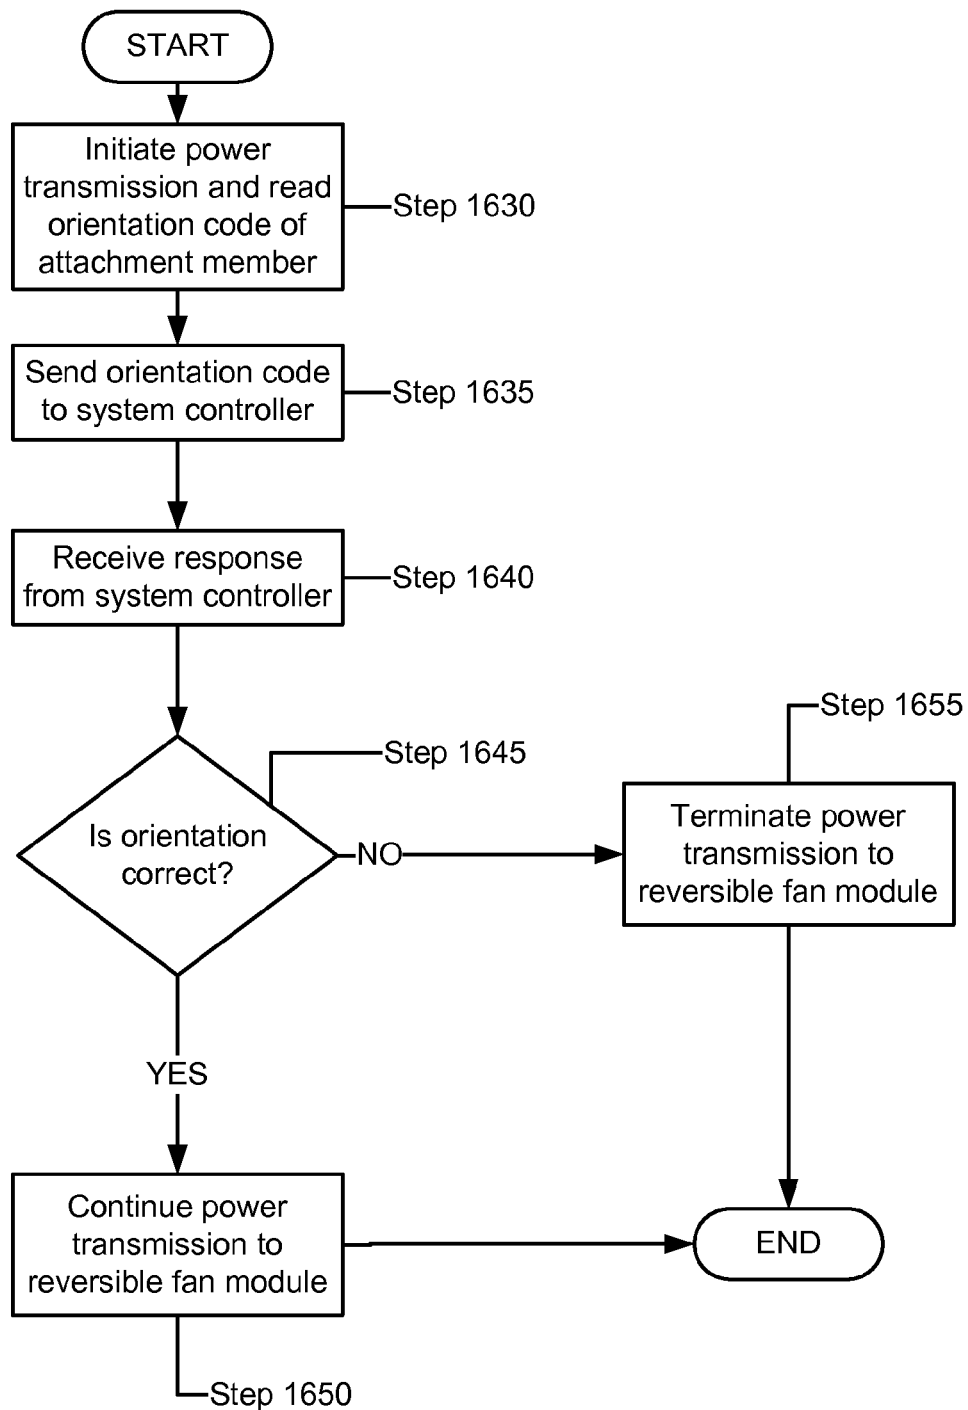 START
Initiate power
transmission and read
orientation code of
attachment member
Step 1630
Send orientation code
to system controller
Step 1635
Receive response
from system controller
Step 1640
Step 1655
Step 1645
Is orientation
correct?
NO
Terminate power
transmission to
reversible fan module
YES
Continue power
transmission to
reversible fan module
END
Step 1650